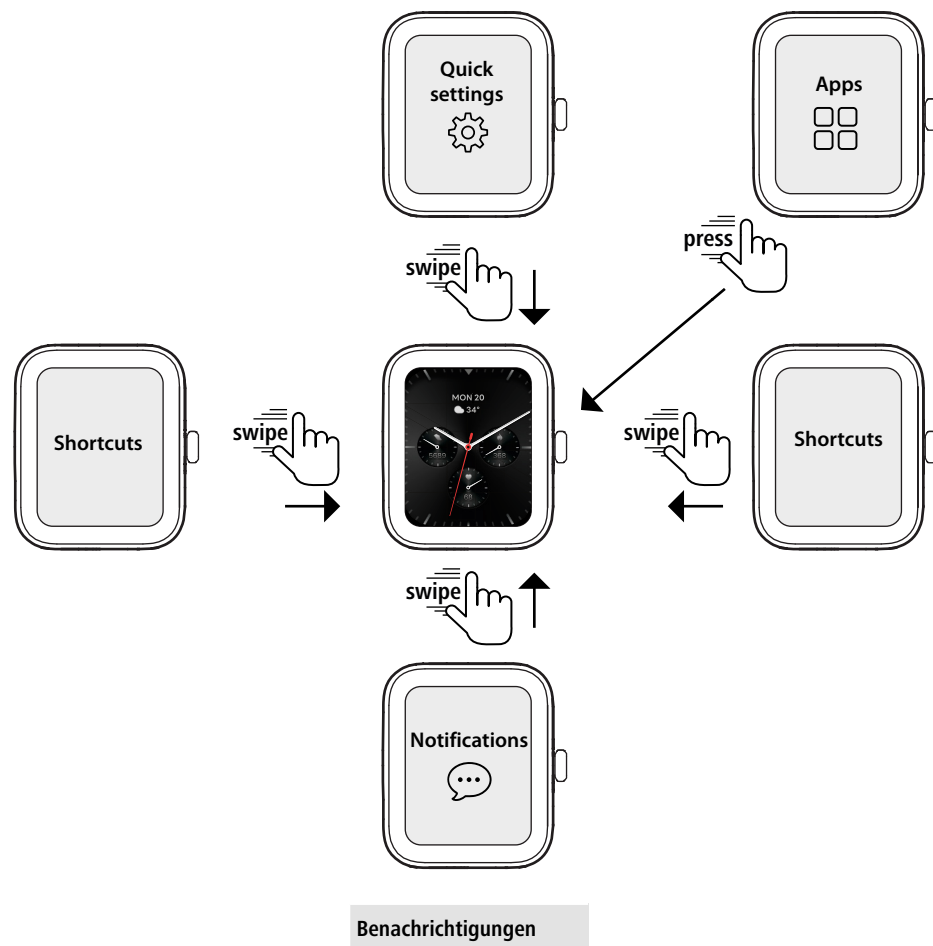 Quick
settings
Apps
press
swipe
MON 20
34°
Shortcuts
swipe
swipe
Shortcuts
swipe
Notifications
Benachrichtigungen